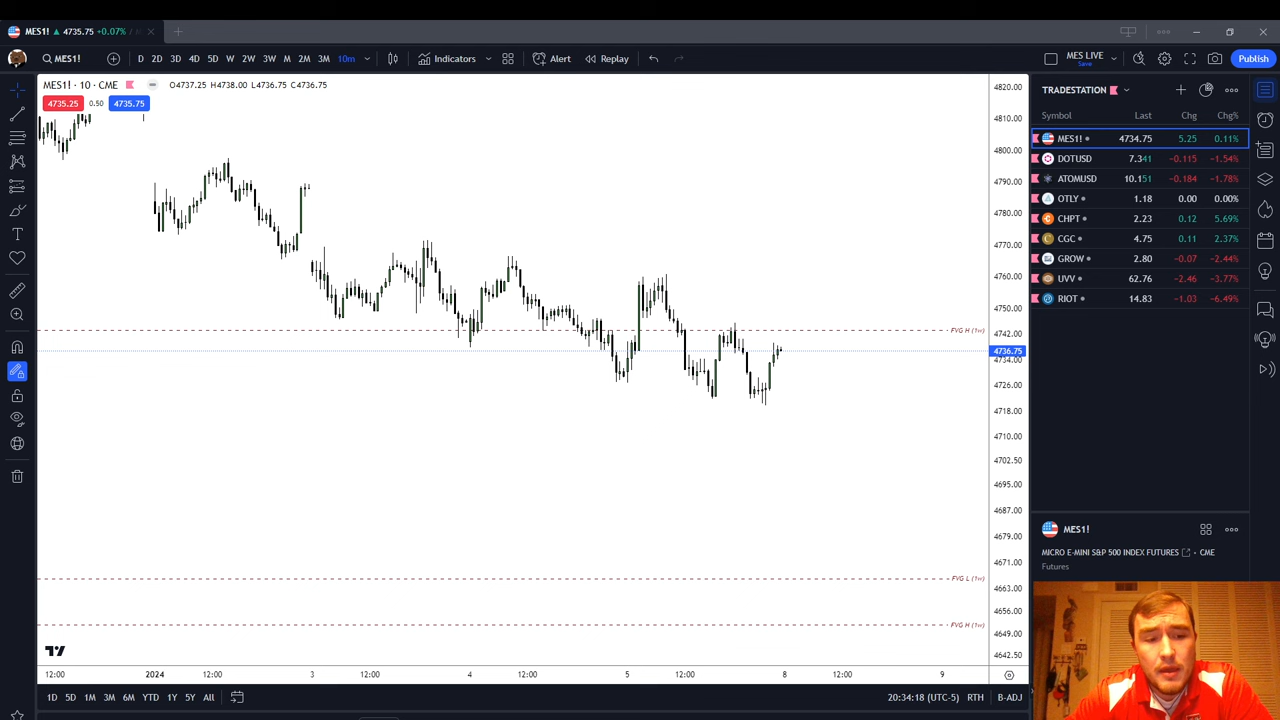 MES1! 4735.75 +0.07% /
MES1! D 2D 3D 4D 5D W 2W 3W M 2M 3M 10m Indicators Alert Replay MES LIVE Save Publish
MES1! · 10 · CME O4737.25 H4738.00 L4736.75 C4736.75
4735.25 0.50 4735.75
4820.00
4810.00
4800.00
4790.00
4780.00
4770.00
4760.00
4750.00
4742.00
4736.75
4734.00
4726.00
4718.00
4710.00
4702.50
4695.00
4687.00
4679.00
4671.00
4663.00
4656.00
4649.00
4642.50
FVG H (1w)
FVG L (1w)
FVG H (1w)
12:00 2024 12:00 3 12:00 4 12:00 5 12:00 8 12:00 9
1D 5D 1M 3M 6M YTD 1Y 5Y All 20:34:18 (UTC-5) RTH B-ADJ
TRADESTATION
Symbol Last Chg Chg%
MES1! 4734.75 5.25 0.11%
DOTUSD 7.341 −0.115 −1.54%
ATOMUSD 10.151 −0.184 −1.78%
OTLY 1.18 0.00 0.00%
CHPT 2.23 0.12 5.69%
CGC 4.75 0.11 2.37%
GROW 2.80 −0.07 −2.44%
UVV 62.76 −2.46 −3.77%
RIOT 14.83 −1.03 −6.49%
MES1!
MICRO E-MINI S&P 500 INDEX FUTURES · CME
Futures